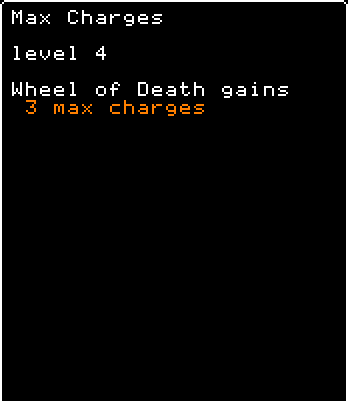 Max Charges
level 4
Wheel of Death gains
3 max charges